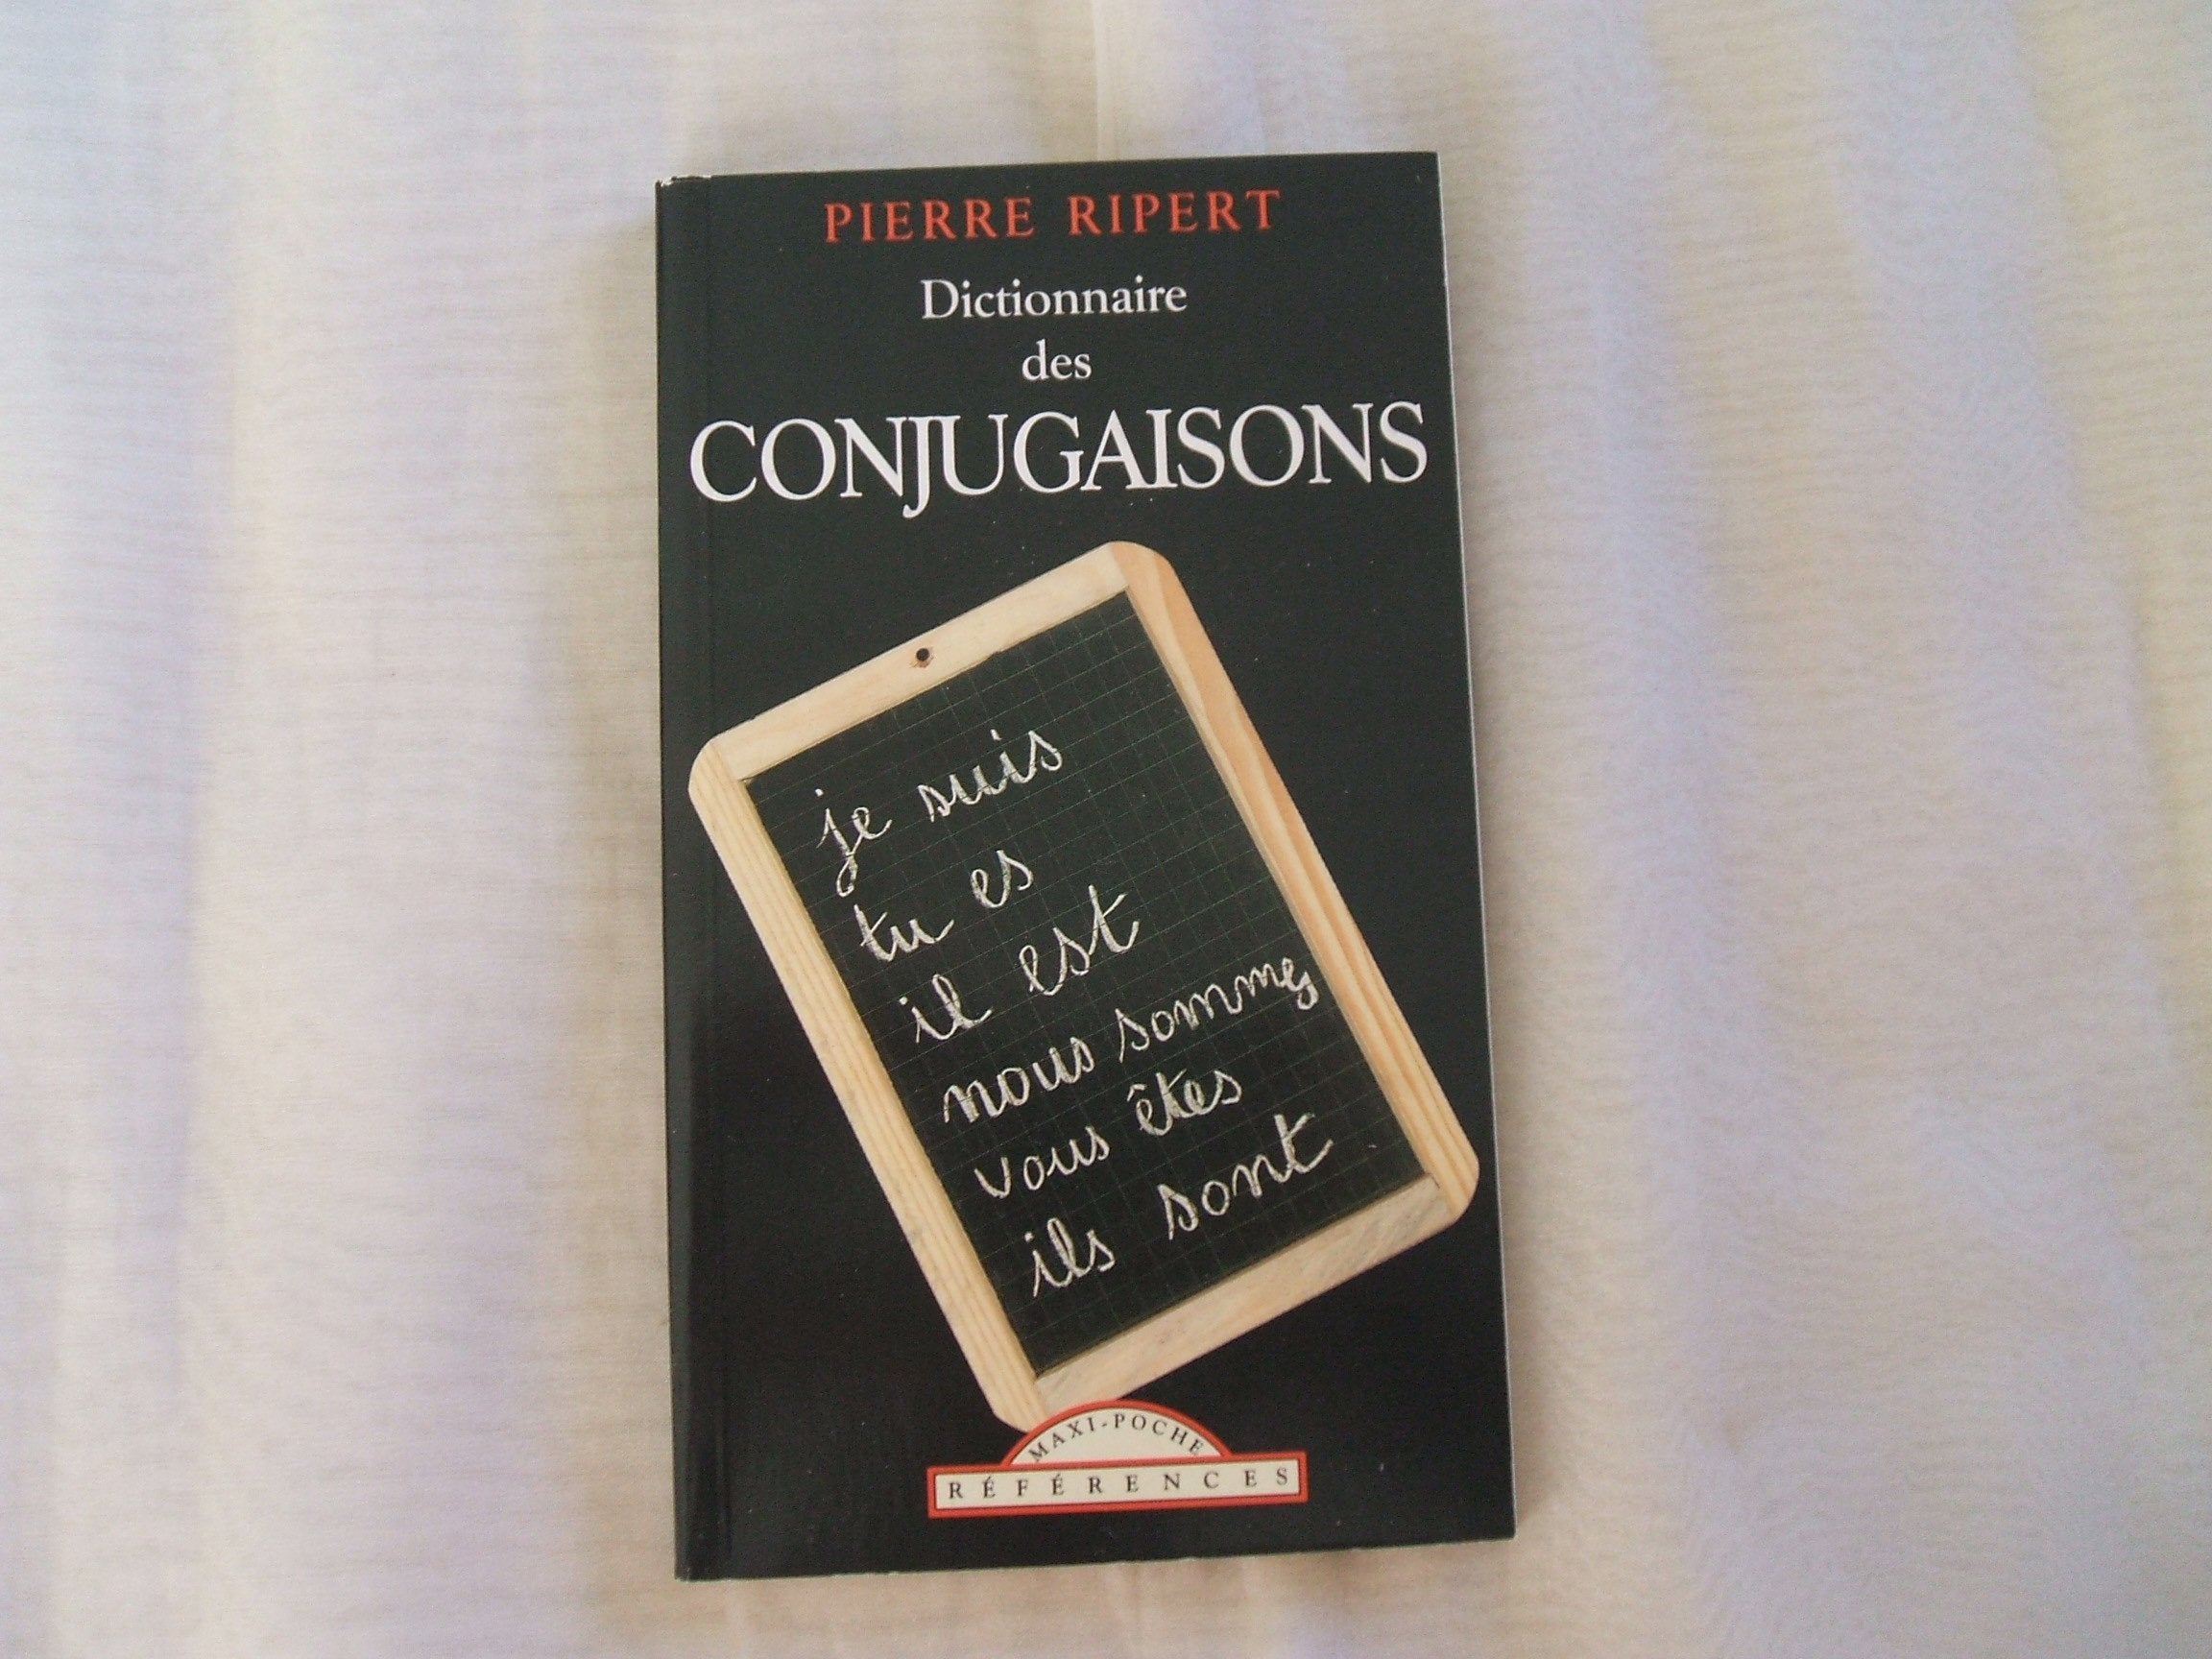 PIERRE RIPERT
Dictionnaire
des
CONJUGAISONS
je suis
tu es
il est
nous sommes
vous êtes
ils sont
MAXI-POCHE
RÉFÉRENCES